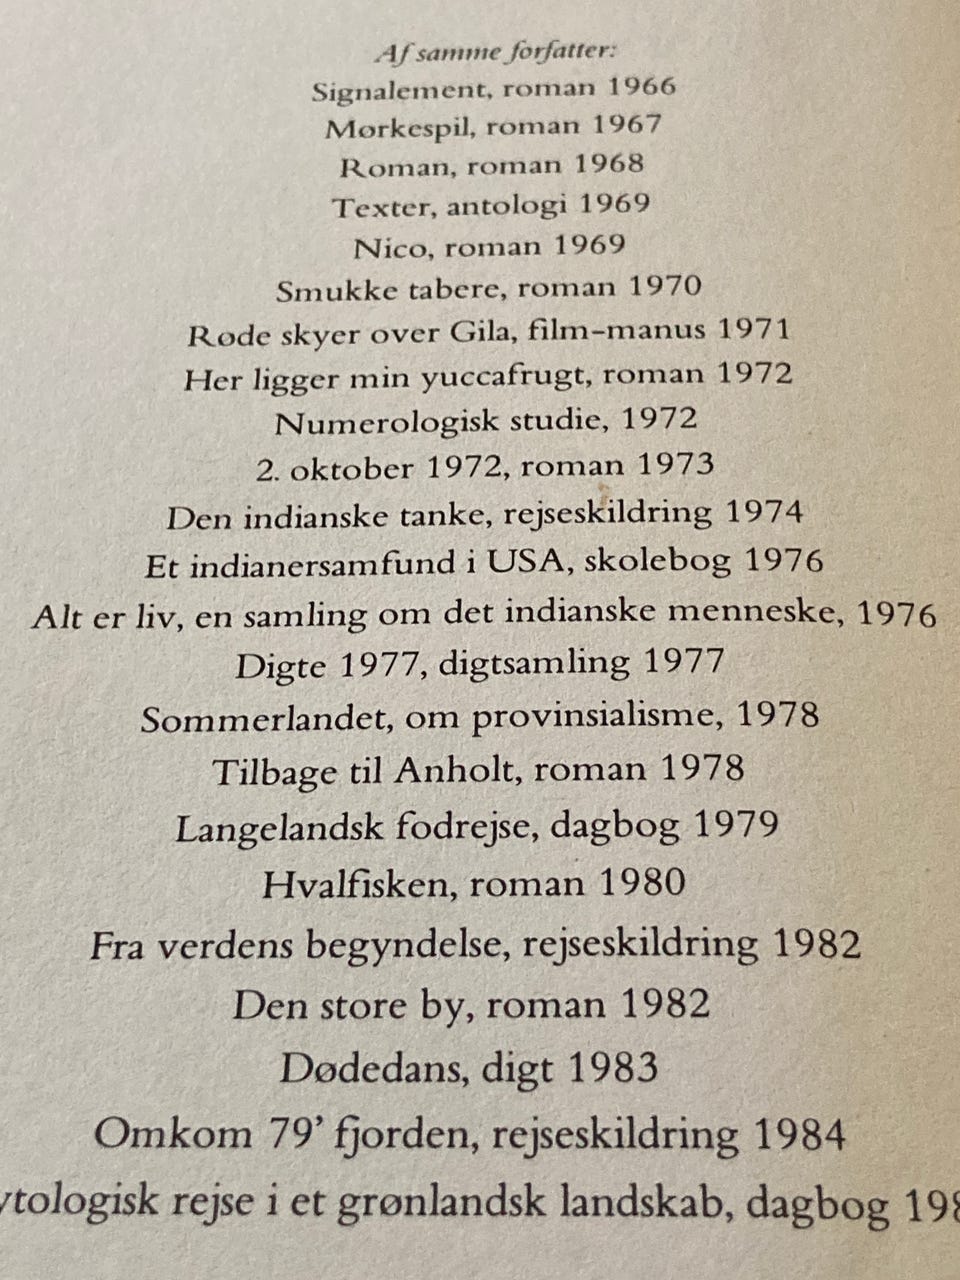 Af samme forfatter:
Signalement, roman 1966
Mørkespil, roman 1967
Roman, roman 1968
Texter, antologi 1969
Nico, roman 1969
Smukke tabere, roman 1970
Røde skyer over Gila, film-manus 1971
Her ligger min yuccafrugt, roman 1972
Numerologisk studie, 1972
2. oktober 1972, roman 1973
Den indianske tanke, rejseskildring 1974
Et indianersamfund i USA, skolebog 1976
Alt er liv, en samling om det indianske menneske, 1976
Digte 1977, digtsamling 1977
Sommerlandet, om provinsialisme, 1978
Tilbage til Anholt, roman 1978
Langelandsk fodrejse, dagbog 1979
Hvalfisken, roman 1980
Fra verdens begyndelse, rejseskildring 1982
Den store by, roman 1982
Dødedans, digt 1983
Omkom 79’ fjorden, rejseskildring 1984
rejse i et grønlandsk landskab, dagbog